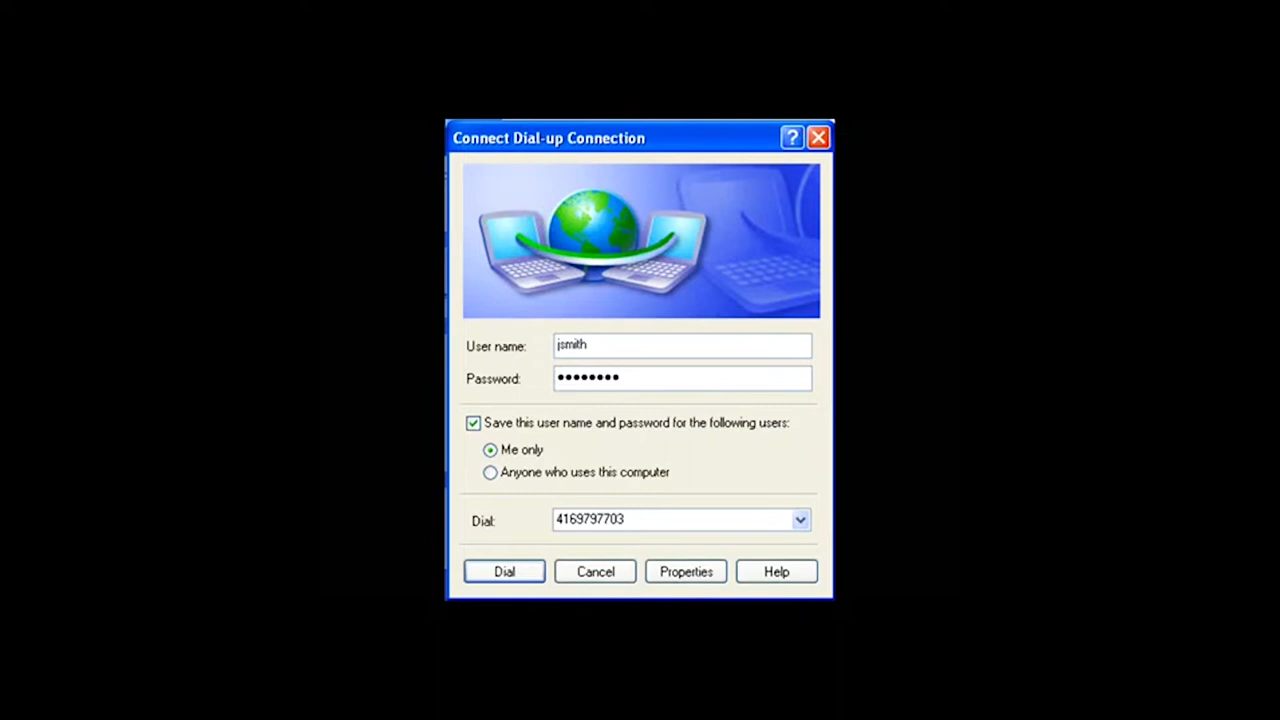 Connect Dial-up Connection
User name: jsmith
Password: ••••••••
Save this user name and password for the following users:
Me only
Anyone who uses this computer
Dial: 4169797703
Dial Cancel Properties Help